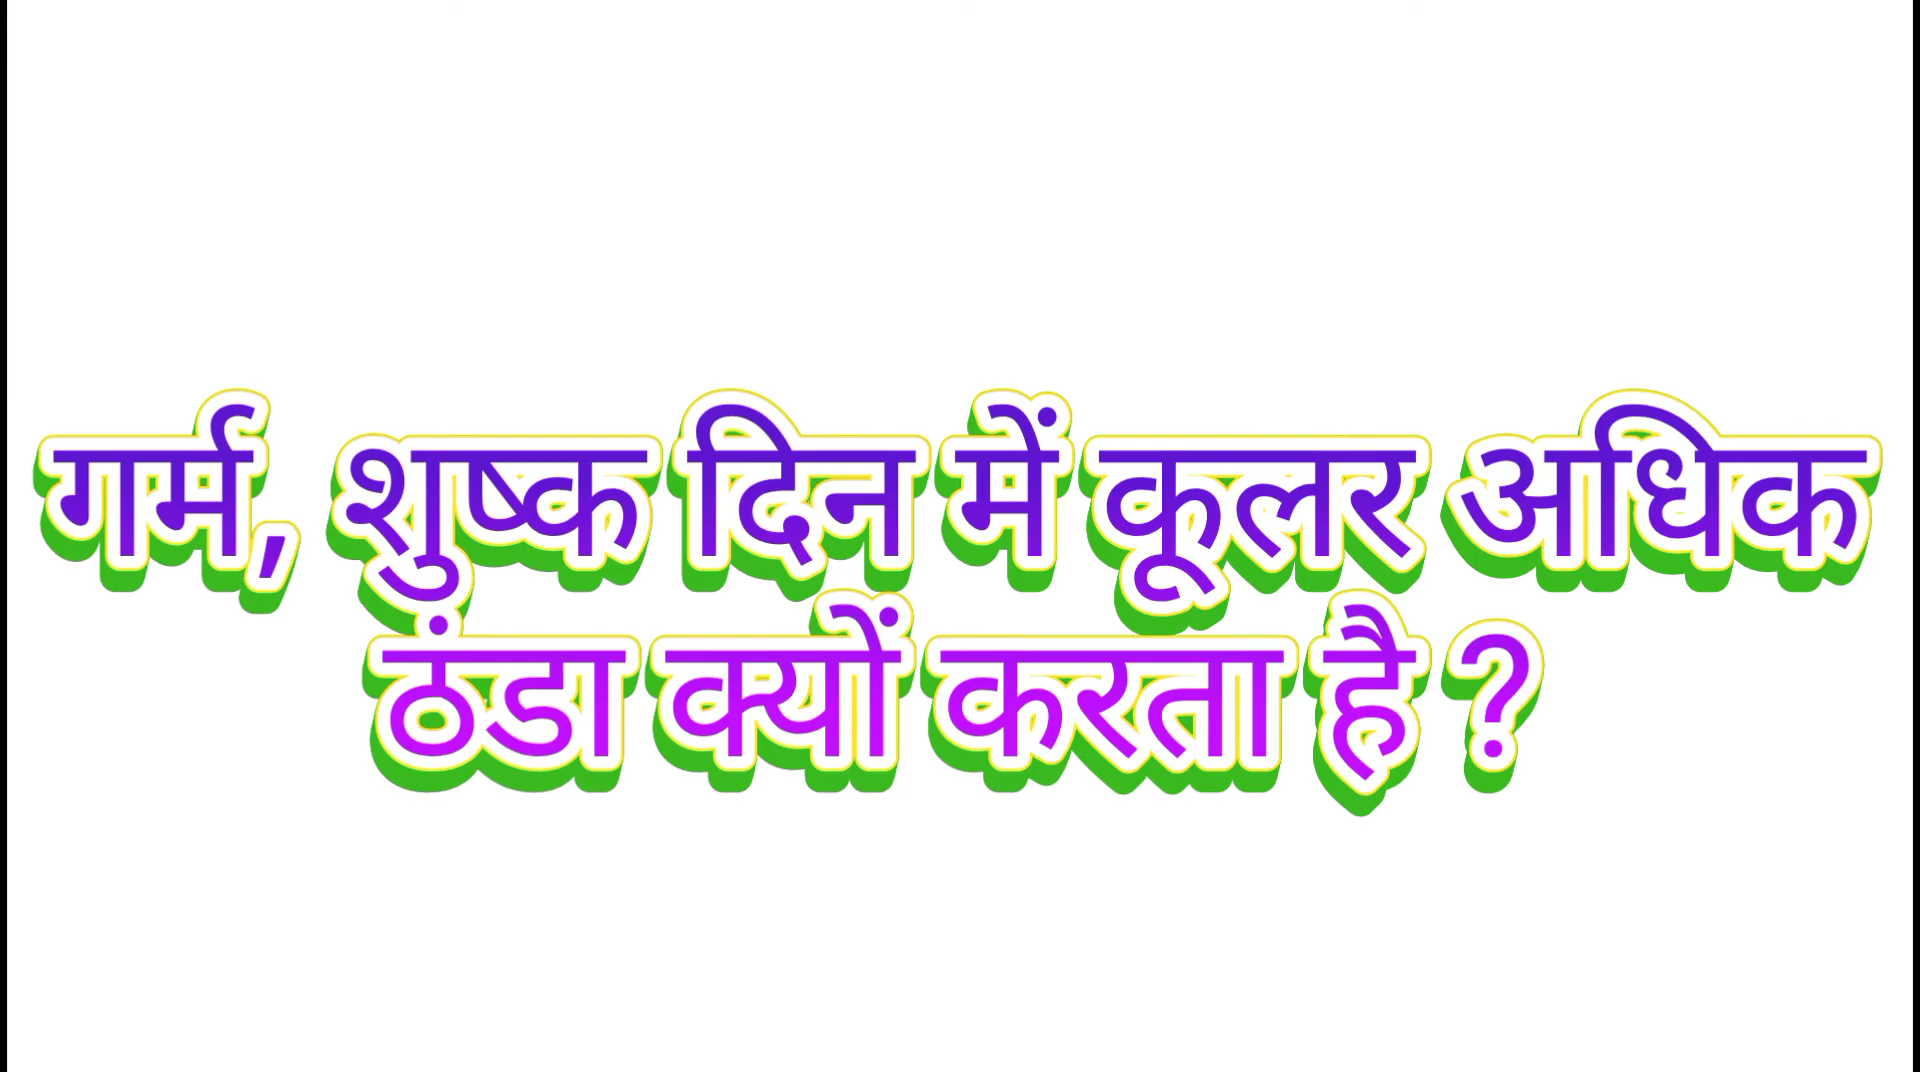 गर्म, शुष्क दिन में कूलर अधिक
ठंडा क्यों करता है ?